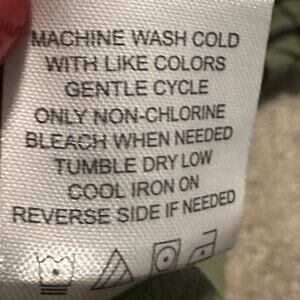 MACHINE WASH COLD
WITH LIKE COLORS
GENTLE CYCLE
ONLY NON-CHLORINE
BLEACH WHEN NEEDED
TUMBLE DRY LOW
COOL IRON ON
REVERSE SIDE IF NEEDED